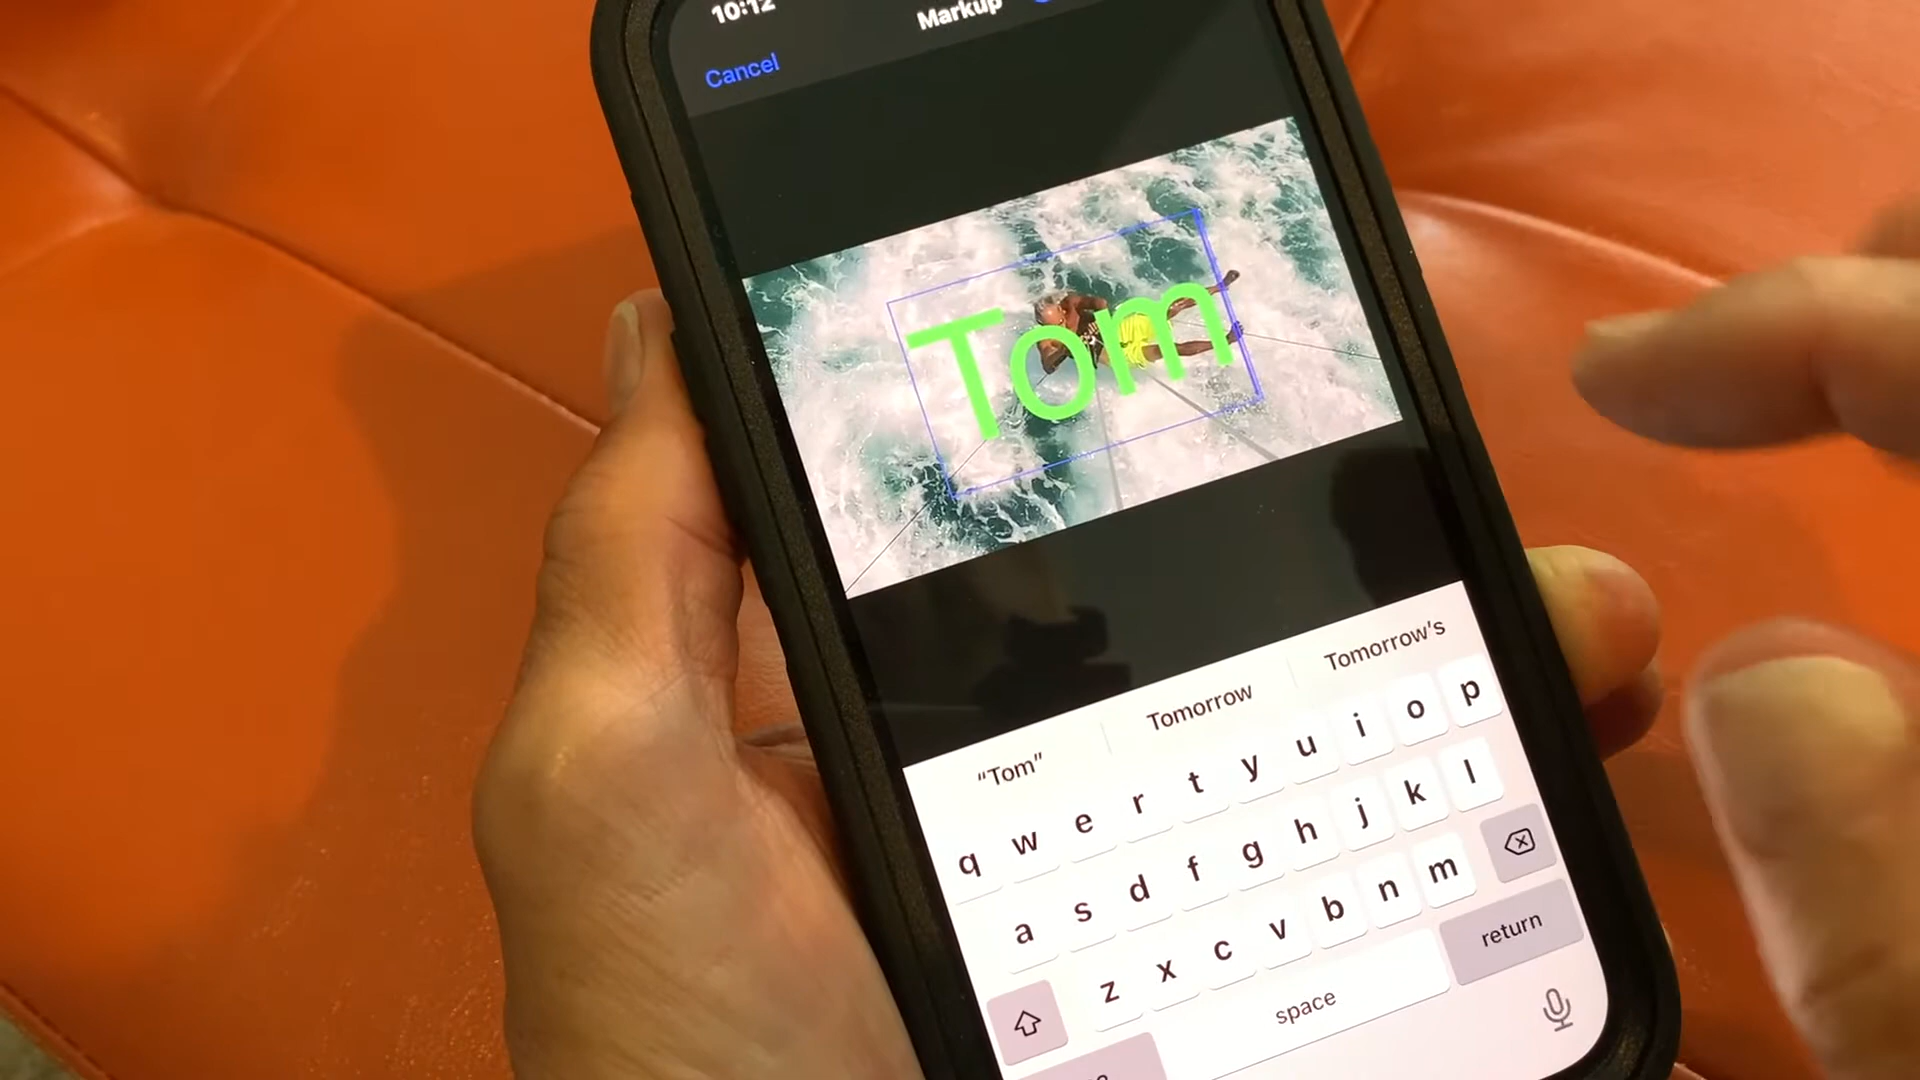 10:12
Markup
Cancel
Tom
“Tom”
Tomorrow
Tomorrow's
q w e r t y u i o p
a s d f g h j k l
z x c v b n m
space
return